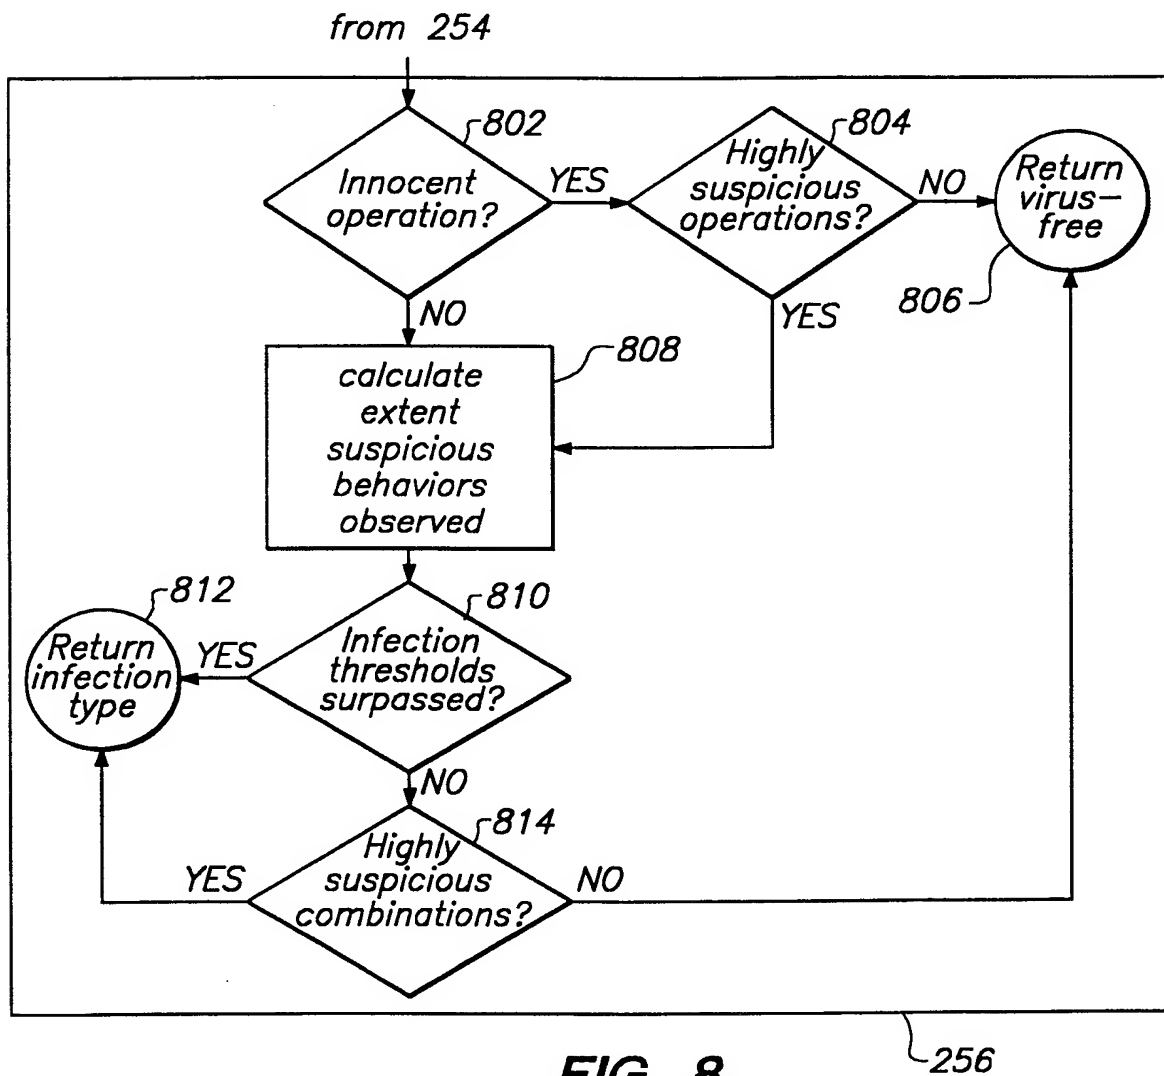 from 254
802
Innocent
operation?
YES
804
Highly
suspicious
operations?
NO
Return
virus-
free
806
NO
YES
808
calculate
extent
suspicious
behaviors
observed
810
Infection
thresholds
surpassed?
YES
812
Return
infection
type
NO
814
Highly
suspicious
combinations?
YES
NO
256
FIG. 8